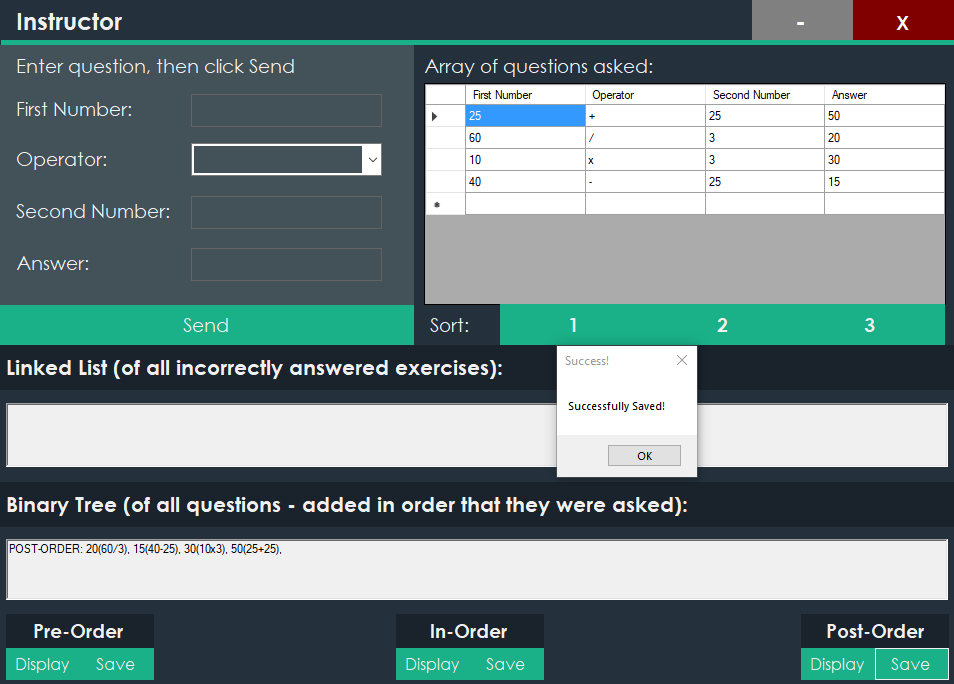 Instructor
-
X
Enter question, then click Send
First Number:
Operator:
Second Number:
Answer:
Send
Array of questions asked:
First Number Operator Second Number Answer
25 + 25 50
60 / 3 20
10 x 3 30
40 - 25 15
Sort: 1 2 3
Linked List (of all incorrectly answered exercises):
Success!
Successfully Saved!
OK
Binary Tree (of all questions - added in order that they were asked):
POST-ORDER: 20(60/3), 15(40-25), 30(10x3), 50(25+25),
Pre-Order
Display Save
In-Order
Display Save
Post-Order
Display Save